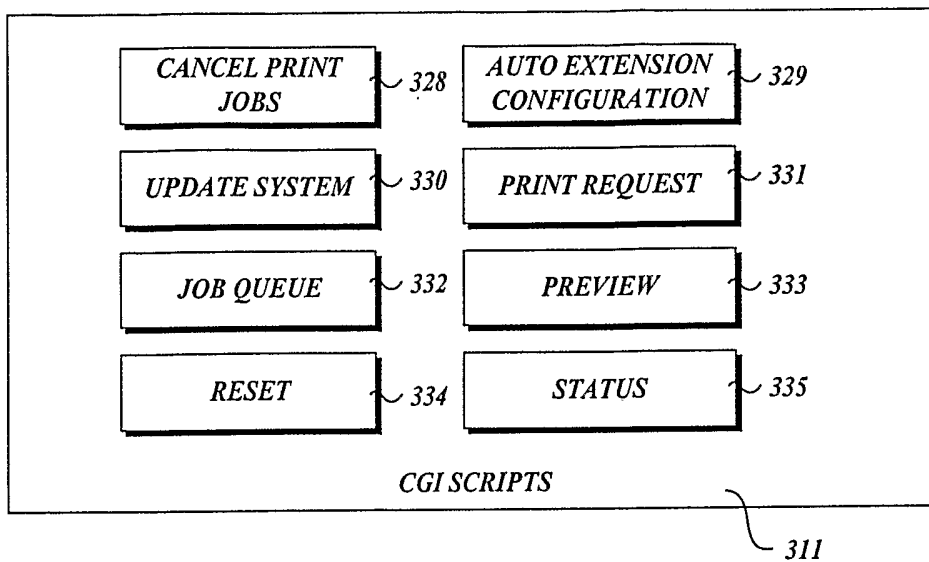 CANCEL PRINT
JOBS
328
AUTO EXTENSION
CONFIGURATION
329
UPDATE SYSTEM
330
PRINT REQUEST
331
JOB QUEUE
332
PREVIEW
333
RESET
334
STATUS
335
CGI SCRIPTS
311